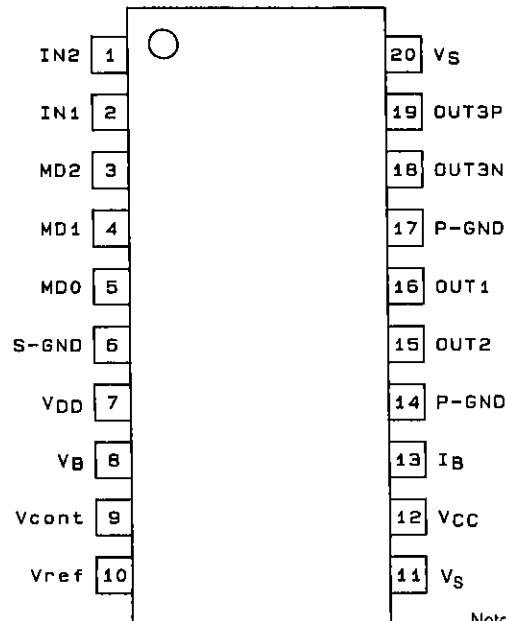 IN2 1 20 VS
IN1 2 19 OUT3P
MD2 3 18 OUT3N
MD1 4 17 P-GND
MD0 5 16 OUT1
S-GND 6 15 OUT2
VDD 7 14 P-GND
VB 8 13 IB
Vcont 9 12 VCC
Vref 10 11 VS
Note